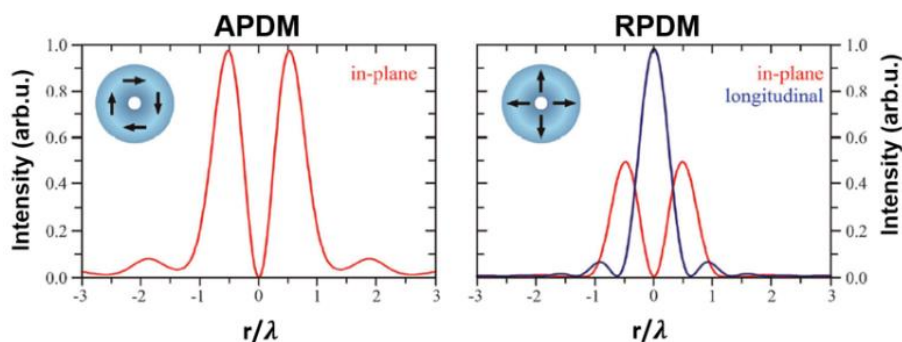 APDM
RPDM
Intensity (arb.u.)
1.0
0.8
0.6
0.4
0.2
0.0
in-plane
-3
-2
-1
0
1
2
3
r/λ
Intensity (arb.u.)
in-plane
longitudinal
1.0
0.8
0.6
0.4
0.2
0.0
-3
-2
-1
0
1
2
3
r/λ